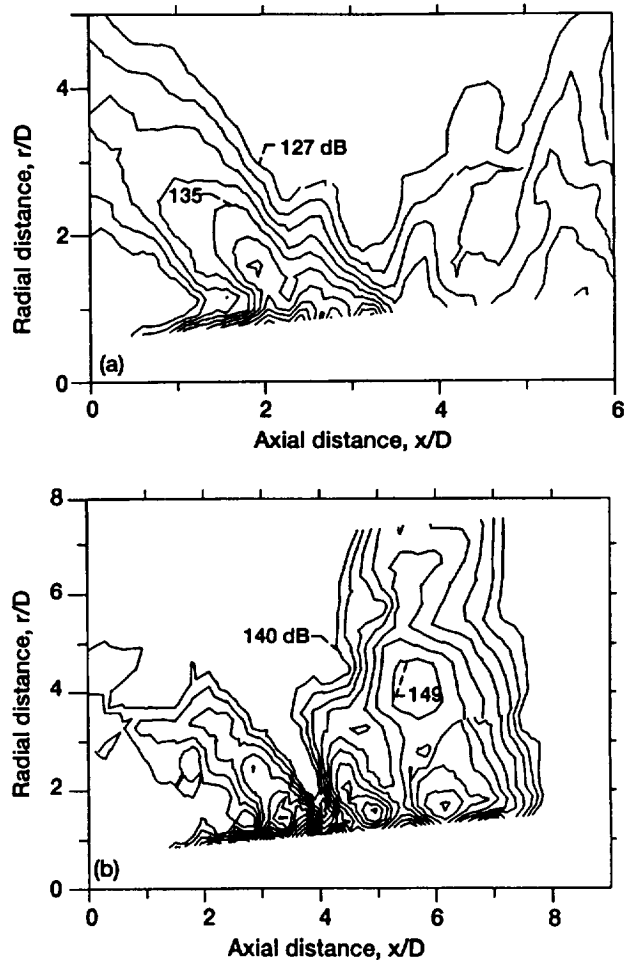 4
2
0
Radial distance, r/D
127 dB
135
(a)
0
2
4
6
Axial distance, x/D
8
6
4
2
0
Radial distance, r/D
140 dB
149
(b)
0
2
4
6
8
Axial distance, x/D